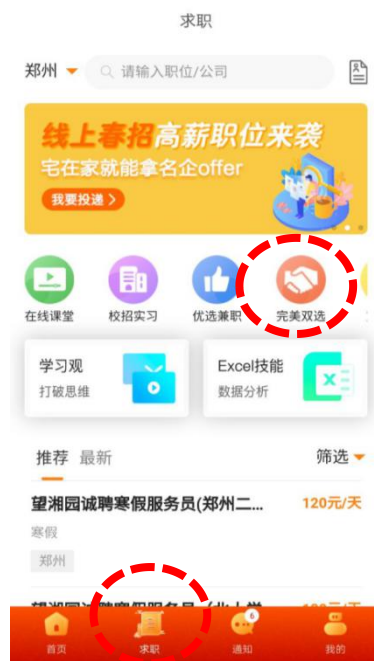 求职
郑州
请输入职位/公司
线上春招高薪职位来袭
宅在家就能拿名企offer
我要投递
在线课堂 校招实习 优选兼职 完美双选
学习观
打破思维
Excel技能
数据分析
推荐 最新 筛选
望湘园诚聘寒假服务员(郑州二... 120元/天
寒假
郑州
6
首页 求职 通知 我的